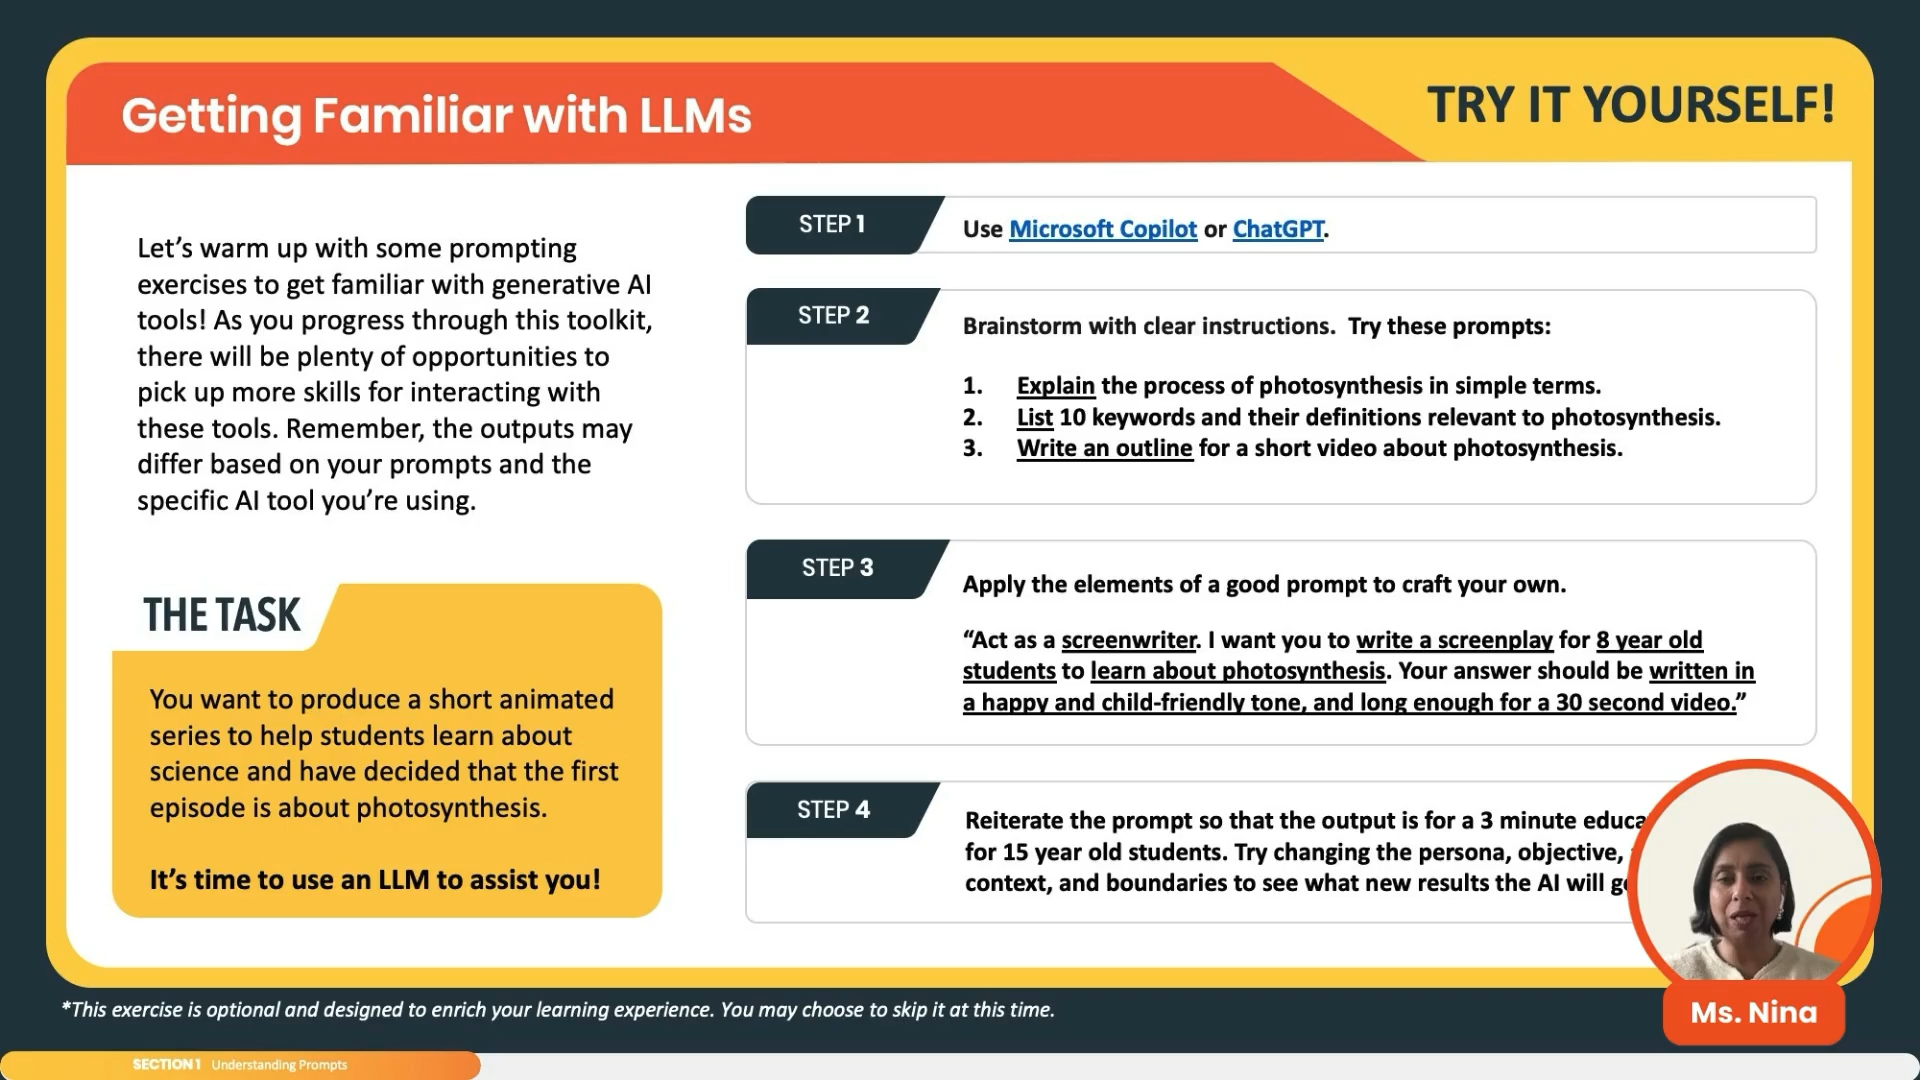 Getting Familiar with LLMs
TRY IT YOURSELF!
Let’s warm up with some prompting
exercises to get familiar with generative AI
tools! As you progress through this toolkit,
there will be plenty of opportunities to
pick up more skills for interacting with
these tools. Remember, the outputs may
differ based on your prompts and the
specific AI tool you’re using.
THE TASK
You want to produce a short animated
series to help students learn about
science and have decided that the first
episode is about photosynthesis.
It’s time to use an LLM to assist you!
STEP 1
Use Microsoft Copilot or ChatGPT.
STEP 2
Brainstorm with clear instructions. Try these prompts:
1. Explain the process of photosynthesis in simple terms.
2. List 10 keywords and their definitions relevant to photosynthesis.
3. Write an outline for a short video about photosynthesis.
STEP 3
Apply the elements of a good prompt to craft your own.
“Act as a screenwriter. I want you to write a screenplay for 8 year old
students to learn about photosynthesis. Your answer should be written in
a happy and child-friendly tone, and long enough for a 30 second video.”
STEP 4
Reiterate the prompt so that the output is for a 3 minute
for 15 year old students. Try changing the persona, objective,
context, and boundaries to see what new results the AI will
Ms. Nina
*This exercise is optional and designed to enrich your learning experience. You may choose to skip it at this time.
SECTION 1 Understanding Prompts